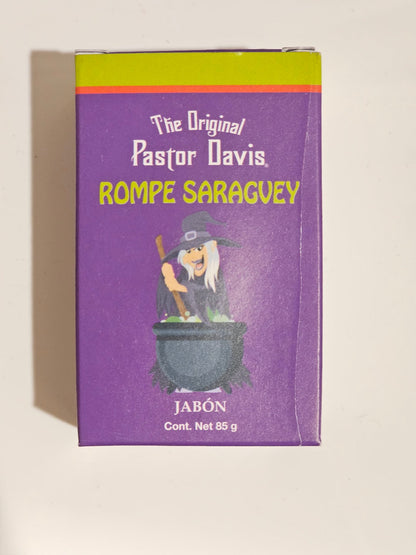 The Original
Pastor Davis
ROMPE SARAGUEY
JABÓN
Cont. Net 85 g